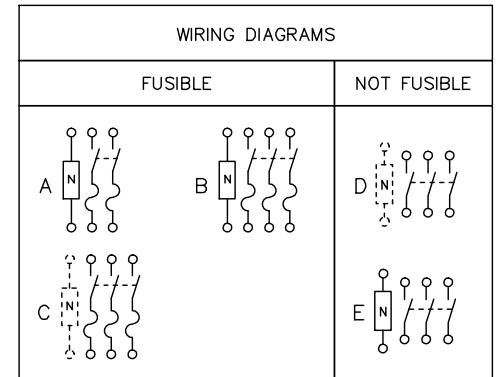 WIRING DIAGRAMS
FUSIBLE
NOT FUSIBLE
A N
B N
C N
D N
E N